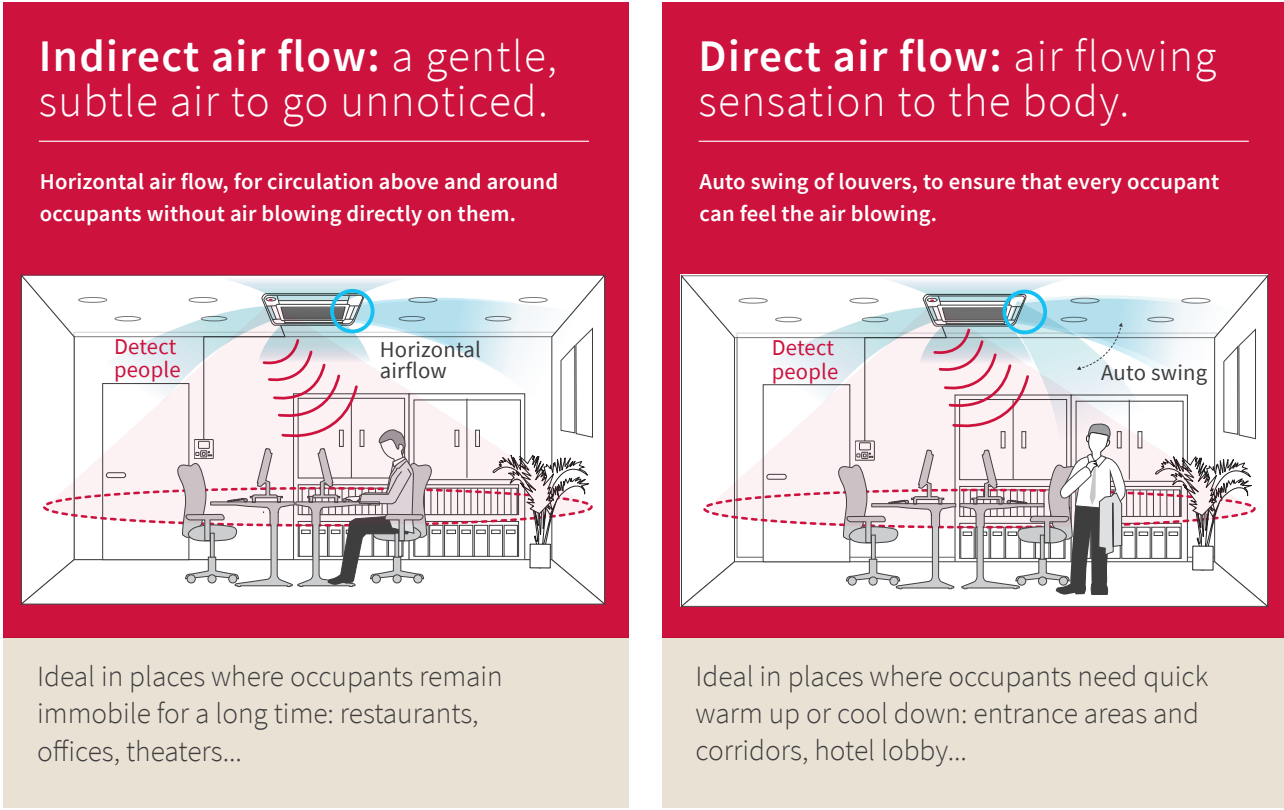 Indirect air flow: a gentle,
subtle air to go unnoticed.
Horizontal air flow, for circulation above and around
occupants without air blowing directly on them.
Detect
people
Horizontal
airflow
Ideal in places where occupants remain
immobile for a long time: restaurants,
offices, theaters...
Direct air flow: air flowing
sensation to the body.
Auto swing of louvers, to ensure that every occupant
can feel the air blowing.
Detect
people
Auto swing
Ideal in places where occupants need quick
warm up or cool down: entrance areas and
corridors, hotel lobby...